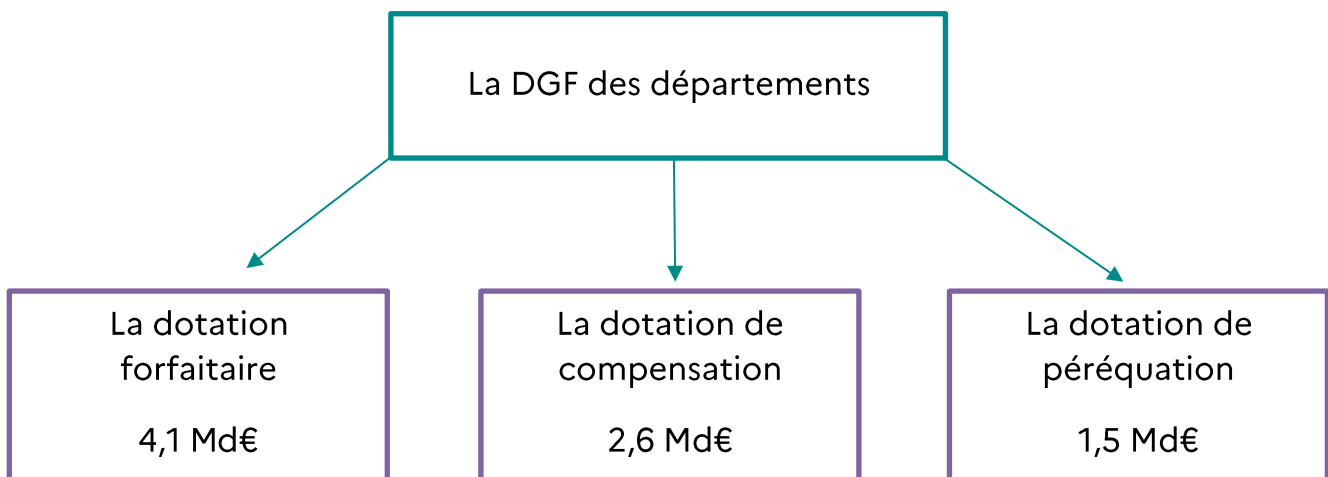 La DGF des départements
La dotation
forfaitaire
4,1 Md€
La dotation de
compensation
2,6 Md€
La dotation de
péréquation
1,5 Md€